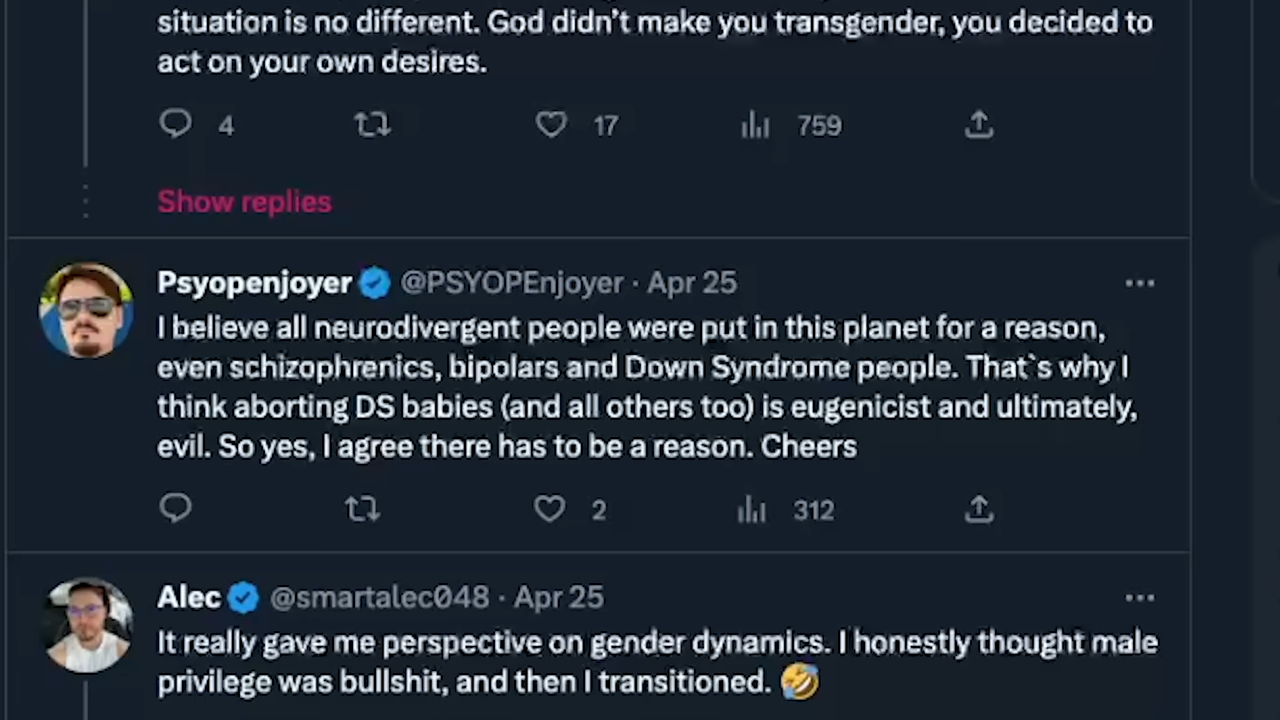 situation is no different. God didn’t make you transgender, you decided to
act on your own desires.
4 17 759
Show replies
Psyopenjoyer @PSYOPEnjoyer · Apr 25
I believe all neurodivergent people were put in this planet for a reason,
even schizophrenics, bipolars and Down Syndrome people. That`s why I
think aborting DS babies (and all others too) is eugenicist and ultimately,
evil. So yes, I agree there has to be a reason. Cheers
2 312
Alec @smartalec048 · Apr 25
It really gave me perspective on gender dynamics. I honestly thought male
privilege was bullshit, and then I transitioned. 🤣